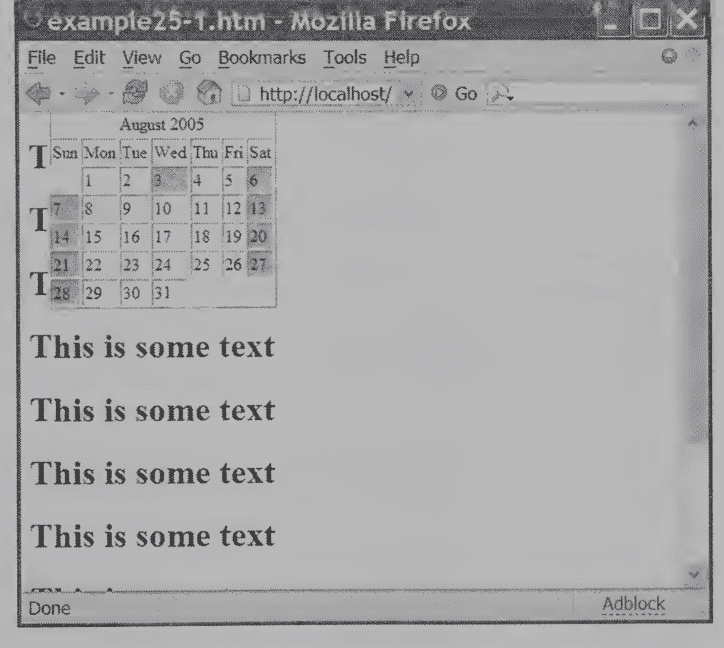 example25-1.htm - Mozilla Firefox
File Edit View Go Bookmarks Tools Help
http://localhost/ Go
August 2005
T Sun Mon Tue Wed Thu Fri Sat
1 2 3 4 5 6
T 7 8 9 10 11 12 13
14 15 16 17 18 19 20
21 22 23 24 25 26 27
T 28 29 30 31
This is some text
This is some text
This is some text
This is some text
Done Adblock